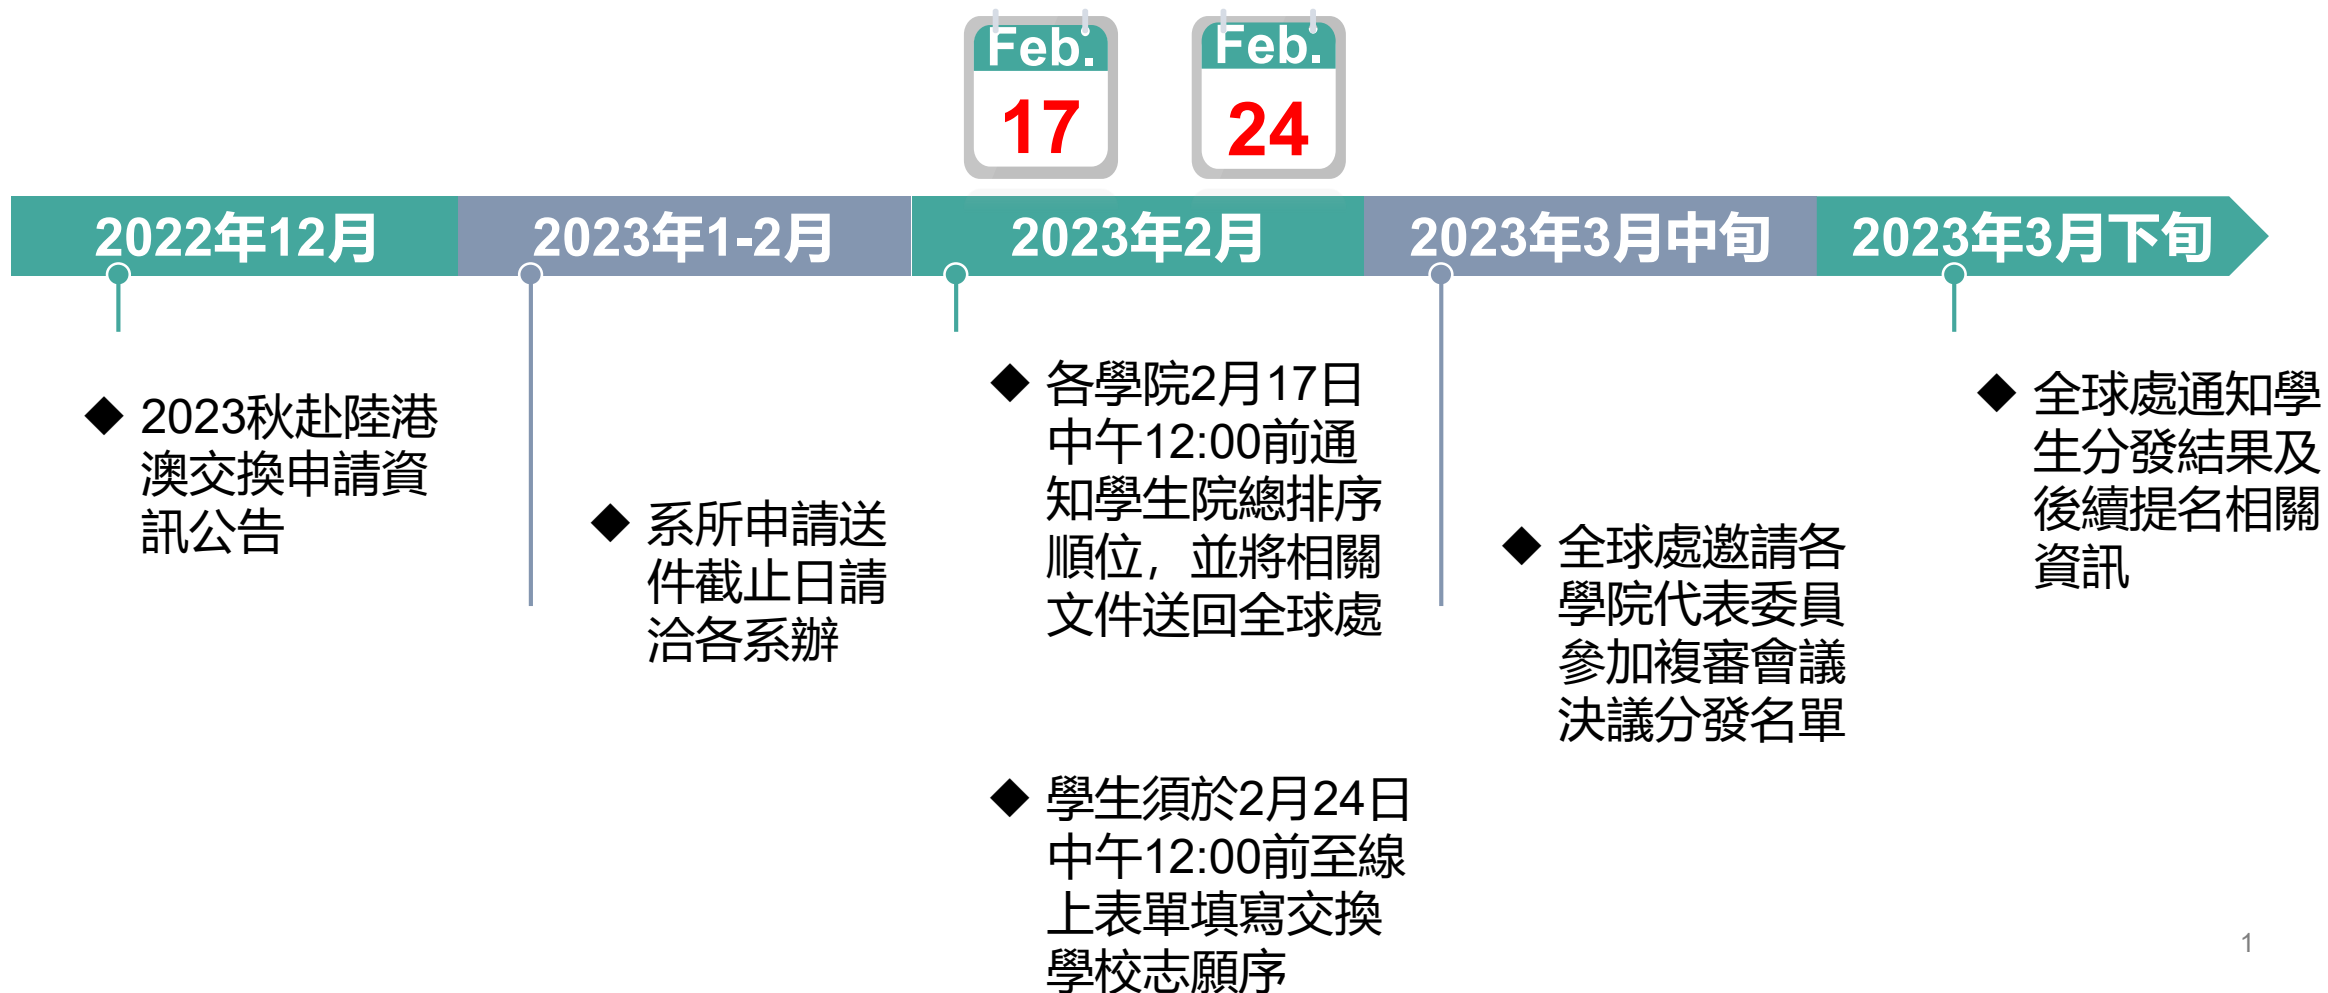 Feb.
17
Feb.
24
2022年12月
2023年1-2月
2023年2月
2023年3月中旬
2023年3月下旬
◆ 2023秋赴陸港
澳交換申請資
訊公告
◆ 系所申請送
件截止日請
洽各系辦
◆ 各學院2月17日
中午12:00前通
知學生院總排序
順位，並將相關
文件送回全球處
◆ 學生須於2月24日
中午12:00前至線
上表單填寫交換
學校志願序
◆ 全球處邀請各
學院代表委員
參加複審會議
決議分發名單
◆ 全球處通知學
生分發結果及
後續提名相關
資訊
1